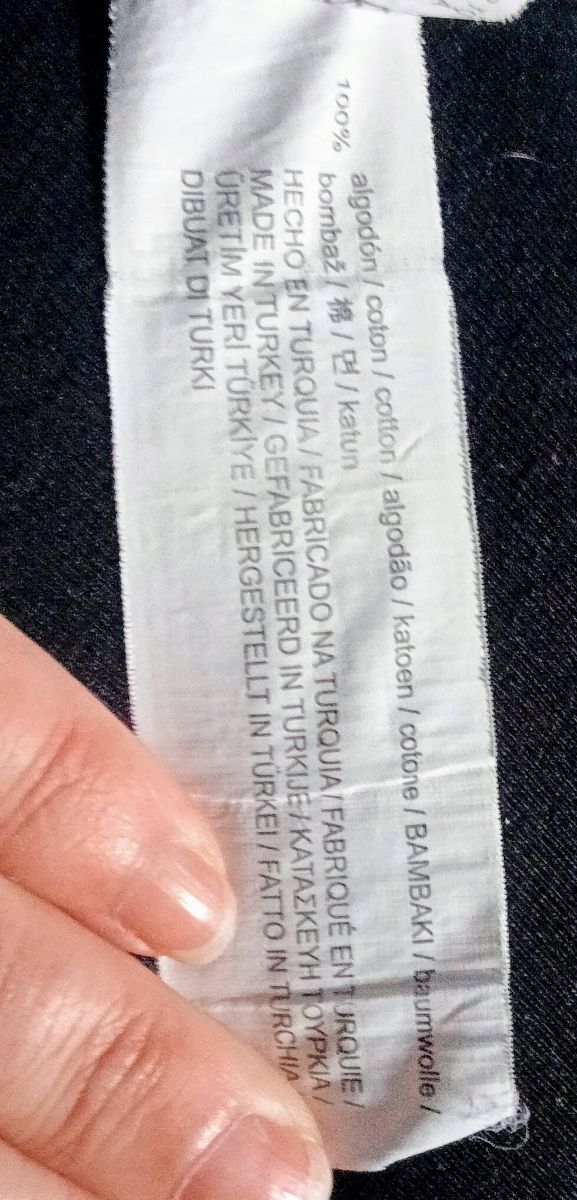 100% algodón / coton / cotton / algodão / katoen / cotone / BAMBAKI / baumwolle /
bombaž / 棉 / 면 / katun
HECHO EN TURQUIA / FABRICADO NA TURQUIA / FABRIQUÉ EN TURQUIE /
MADE IN TURKEY / GEFABRICEERD IN TURKIJE / ΚΑΤΑΣΚΕΥΗ ΤΟΥΡΚΙΑ /
ÜRETİM YERİ TÜRKİYE / HERGESTELLT IN TÜRKEI / FATTO IN TURCHIA
DIBUAT DI TURKI